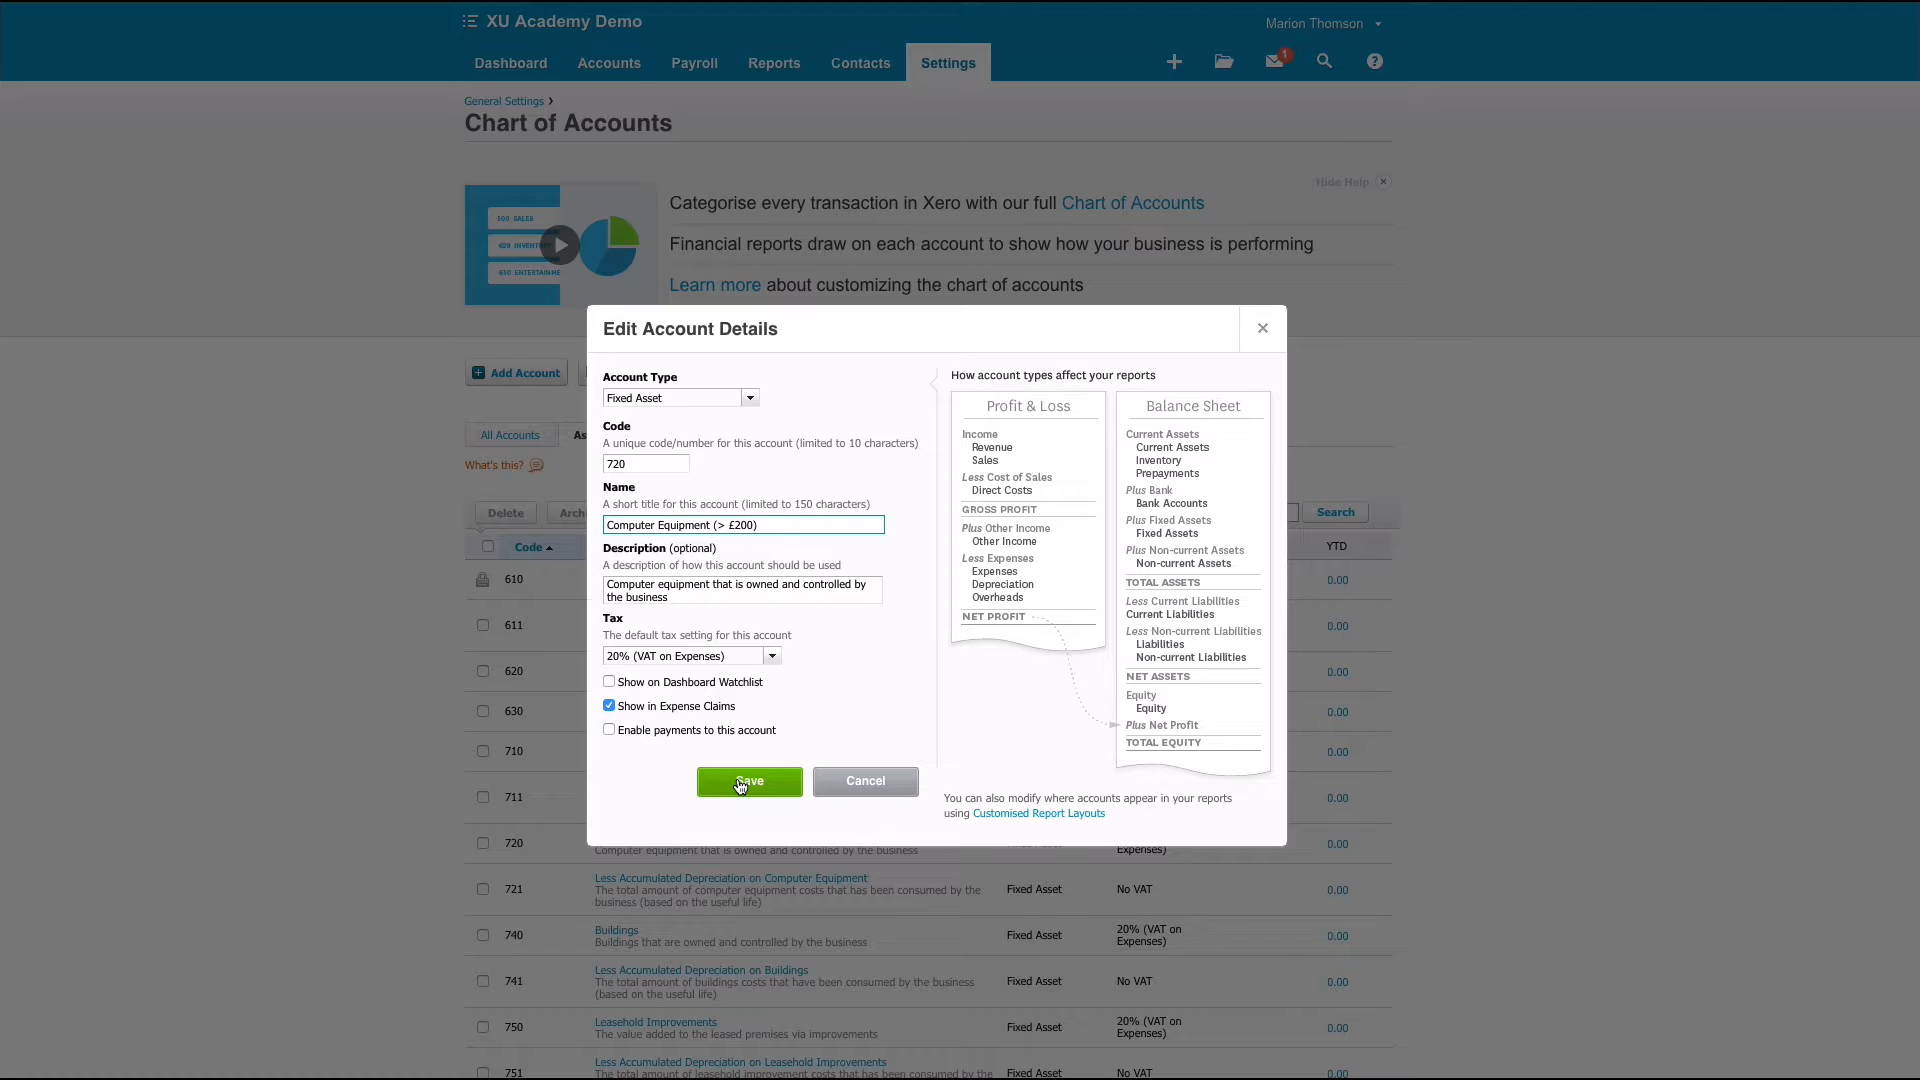 XU Academy Demo
Marion Thomson
Dashboard
Accounts
Payroll
Reports
Contacts
Settings
1
General Settings ›
Chart of Accounts
Hide Help
500 SALES
610 ENTERTAINME
Categorise every transaction in Xero with our full Chart of Accounts
Financial reports draw on each account to show how your business is performing
Learn more about customizing the chart of accounts
Edit Account Details
Account Type
Fixed Asset
Code
A unique code/number for this account (limited to 10 characters)
720
Name
A short title for this account (limited to 150 characters)
Computer Equipment (> £200)
Description (optional)
A description of how this account should be used
Computer equipment that is owned and controlled by
the business
Tax
The default tax setting for this account
20% (VAT on Expenses)
Show on Dashboard Watchlist
Show in Expense Claims
Enable payments to this account
Save
Cancel
How account types affect your reports
Profit & Loss
Income
Revenue
Sales
Less Cost of Sales
Direct Costs
GROSS PROFIT
Plus Other Income
Other Income
Less Expenses
Expenses
Depreciation
Overheads
NET PROFIT
Balance Sheet
Current Assets
Current Assets
Inventory
Prepayments
Plus Bank
Bank Accounts
Plus Fixed Assets
Fixed Assets
Plus Non-current Assets
Non-current Assets
TOTAL ASSETS
Less Current Liabilities
Current Liabilities
Less Non-current Liabilities
Liabilities
Non-current Liabilities
NET ASSETS
Equity
Equity
Plus Net Profit
TOTAL EQUITY
You can also modify where accounts appear in your reports
using Customised Report Layouts
Add Account
All Accounts
As
What's this?
Delete
Arch
Search
Code
YTD
610
0.00
611
0.00
620
0.00
630
0.00
710
0.00
711
0.00
720
Computer equipment that is owned and controlled by the business
Expenses)
0.00
721
Less Accumulated Depreciation on Computer Equipment
The total amount of computer equipment costs that has been consumed by the
business (based on the useful life)
Fixed Asset
No VAT
0.00
740
Buildings
Buildings that are owned and controlled by the business
Fixed Asset
20% (VAT on
Expenses)
0.00
741
Less Accumulated Depreciation on Buildings
The total amount of buildings costs that have been consumed by the business
(based on the useful life)
Fixed Asset
No VAT
0.00
750
Leasehold Improvements
The value added to the leased premises via improvements
Fixed Asset
20% (VAT on
Expenses)
0.00
751
Less Accumulated Depreciation on Leasehold Improvements
The total amount of leasehold improvement costs that has been consumed by the
Fixed Asset
No VAT
0.00